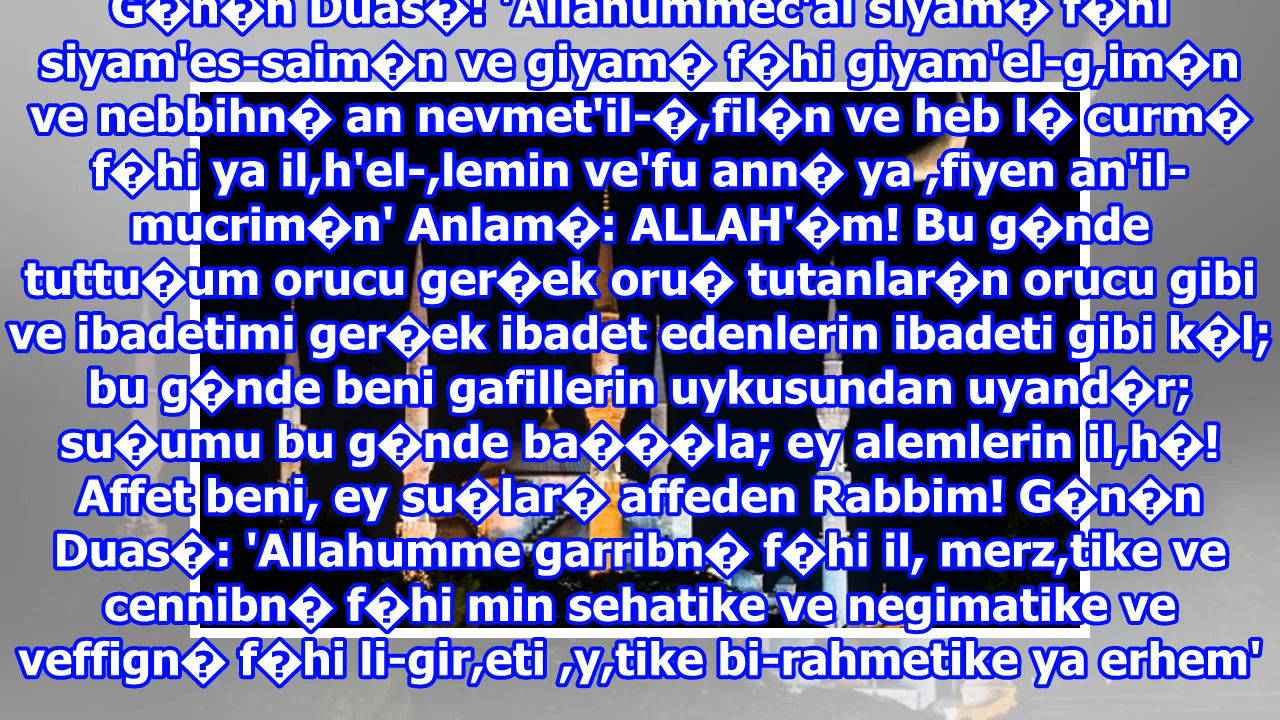 G�n�n Duas�: 'Allahummec'al siyam� f�hi
siyam'es-saim�n ve giyam� f�hi giyam'el-g,im�n
ve nebbihn� an nevmet'il-�,fil�n ve heb l� curm�
f�hi ya il,h'el-,lemin ve'fu ann� ya ,fiyen an'il-
mucrim�n' Anlam�: ALLAH'�m! Bu g�nde
tuttu�um orucu ger�ek oru� tutanlar�n orucu gibi
ve ibadetimi ger�ek ibadet edenlerin ibadeti gibi k�l;
bu g�nde beni gafillerin uykusundan uyand�r;
su�umu bu g�nde ba���la; ey alemlerin il,h�!
Affet beni, ey su�lar� affeden Rabbim! G�n�n
Duas�: 'Allahumme garribn� f�hi il, merz,tike ve
cennibn� f�hi min sehatike ve negimatike ve
veffign� f�hi li-gir,eti ,y,tike bi-rahmetike ya erhem'